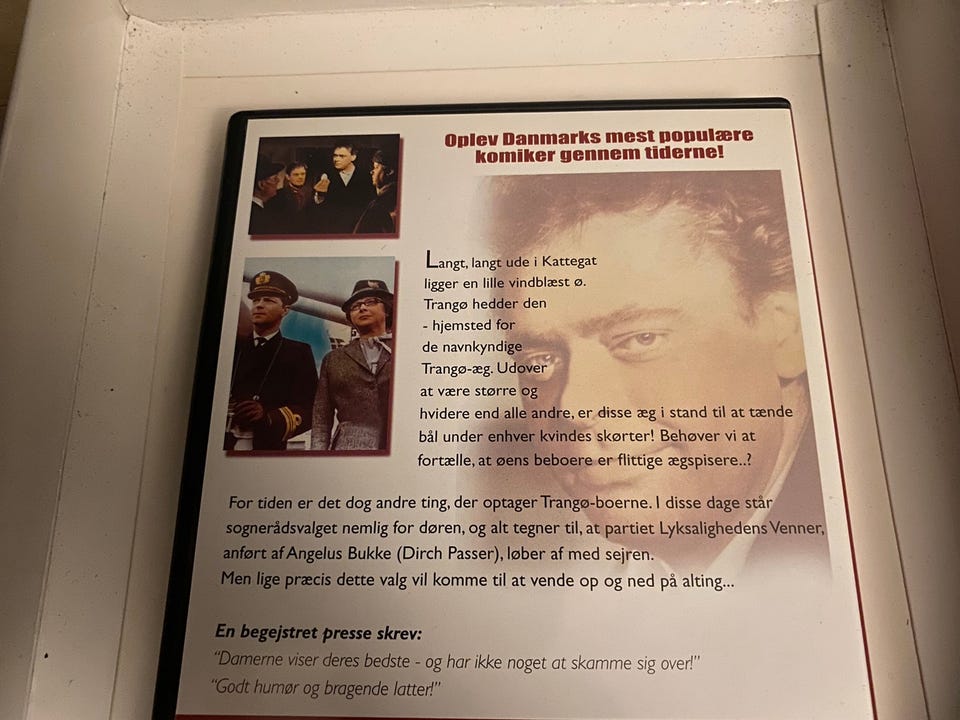 Oplev Danmarks mest populære
komiker gennem tiderne!
Langt, langt ude i Kattegat
ligger en lille vindblæst ø.
Trangø hedder den
- hjemsted for
de navnkyndige
Trangø-æg. Udover
at være større og
hvidere end alle andre, er disse æg i stand til at tænde
bål under enhver kvindes skørter! Behøver vi at
fortælle, at øens beboere er flittige ægspisere..?
For tiden er det dog andre ting, der optager Trangø-boerne. I disse dage står
sognerådsvalget nemlig for døren, og alt tegner til, at partiet Lyksalighedens Venner,
anført af Angelus Bukke (Dirch Passer), løber af med sejren.
Men lige præcis dette valg vil komme til at vende op og ned på alting...
En begejstret presse skrev:
"Damerne viser deres bedste - og har ikke noget at skamme sig over!"
"Godt humør og bragende latter!"